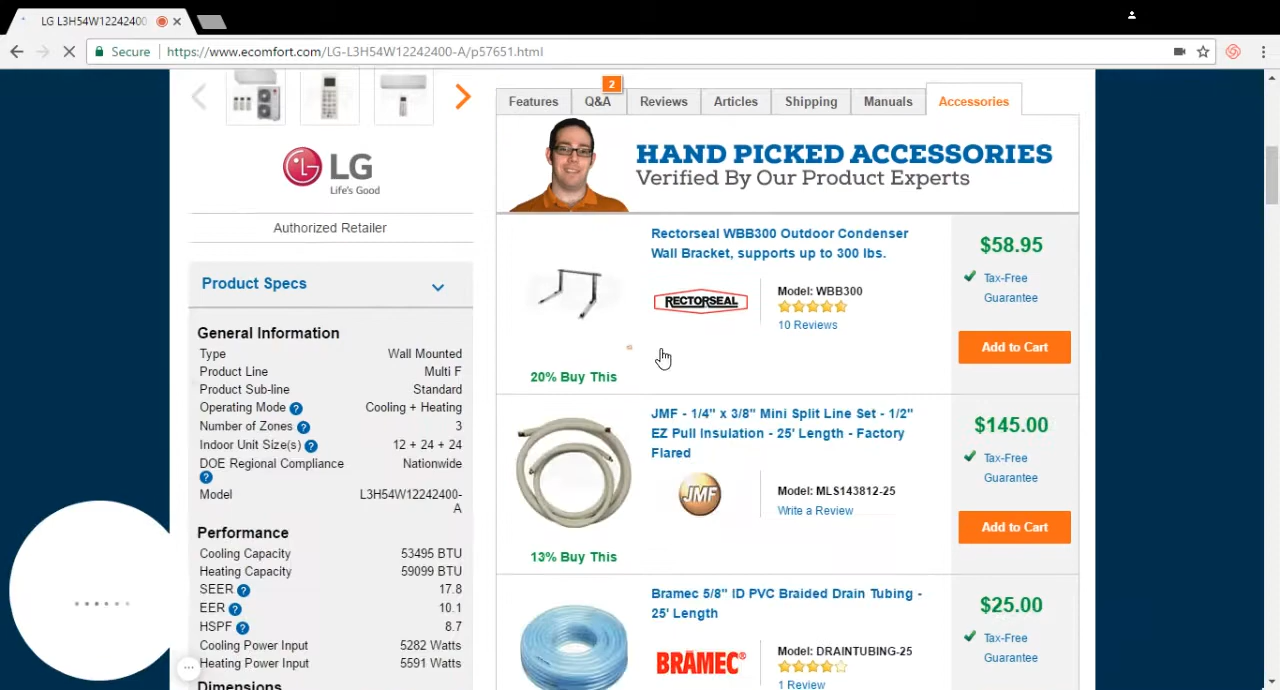 LG L3H54W12242400
Secure https://www.ecomfort.com/LG-L3H54W12242400-A/p57651.html
2
Features Q&A Reviews Articles Shipping Manuals Accessories
HAND PICKED ACCESSORIES
Verified By Our Product Experts
LG
Life's Good
Authorized Retailer
Product Specs
General Information
Type Wall Mounted
Product Line Multi F
Product Sub-line Standard
Operating Mode ? Cooling + Heating
Number of Zones ? 3
Indoor Unit Size(s) ? 12 + 24 + 24
DOE Regional Compliance Nationwide
?
Model L3H54W12242400-
A
Performance
Cooling Capacity 53495 BTU
Heating Capacity 59099 BTU
SEER ? 17.8
EER ? 10.1
HSPF ? 8.7
Cooling Power Input 5282 Watts
Heating Power Input 5591 Watts
Dimensions
Rectorseal WBB300 Outdoor Condenser
Wall Bracket, supports up to 300 lbs.
RECTORSEAL
Model: WBB300
10 Reviews
20% Buy This
$58.95
Tax-Free
Guarantee
Add to Cart
JMF - 1/4" x 3/8" Mini Split Line Set - 1/2"
EZ Pull Insulation - 25' Length - Factory
Flared
JMF
Model: MLS143812-25
Write a Review
13% Buy This
$145.00
Tax-Free
Guarantee
Add to Cart
Bramec 5/8" ID PVC Braided Drain Tubing -
25' Length
BRAMEC
Model: DRAINTUBING-25
1 Review
$25.00
Tax-Free
Guarantee